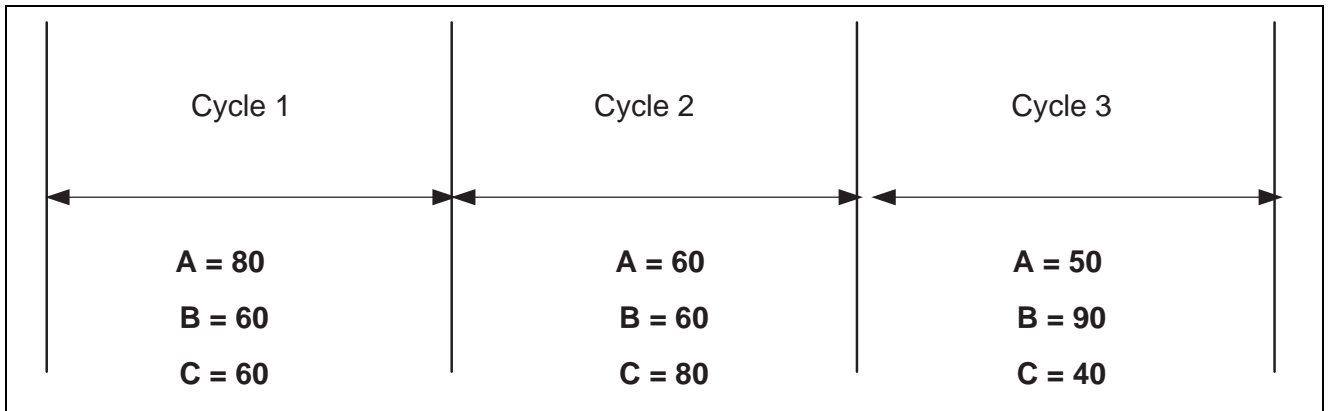 Cycle 1 Cycle 2 Cycle 3
A = 80 A = 60 A = 50
B = 60 B = 60 B = 90
C = 60 C = 80 C = 40